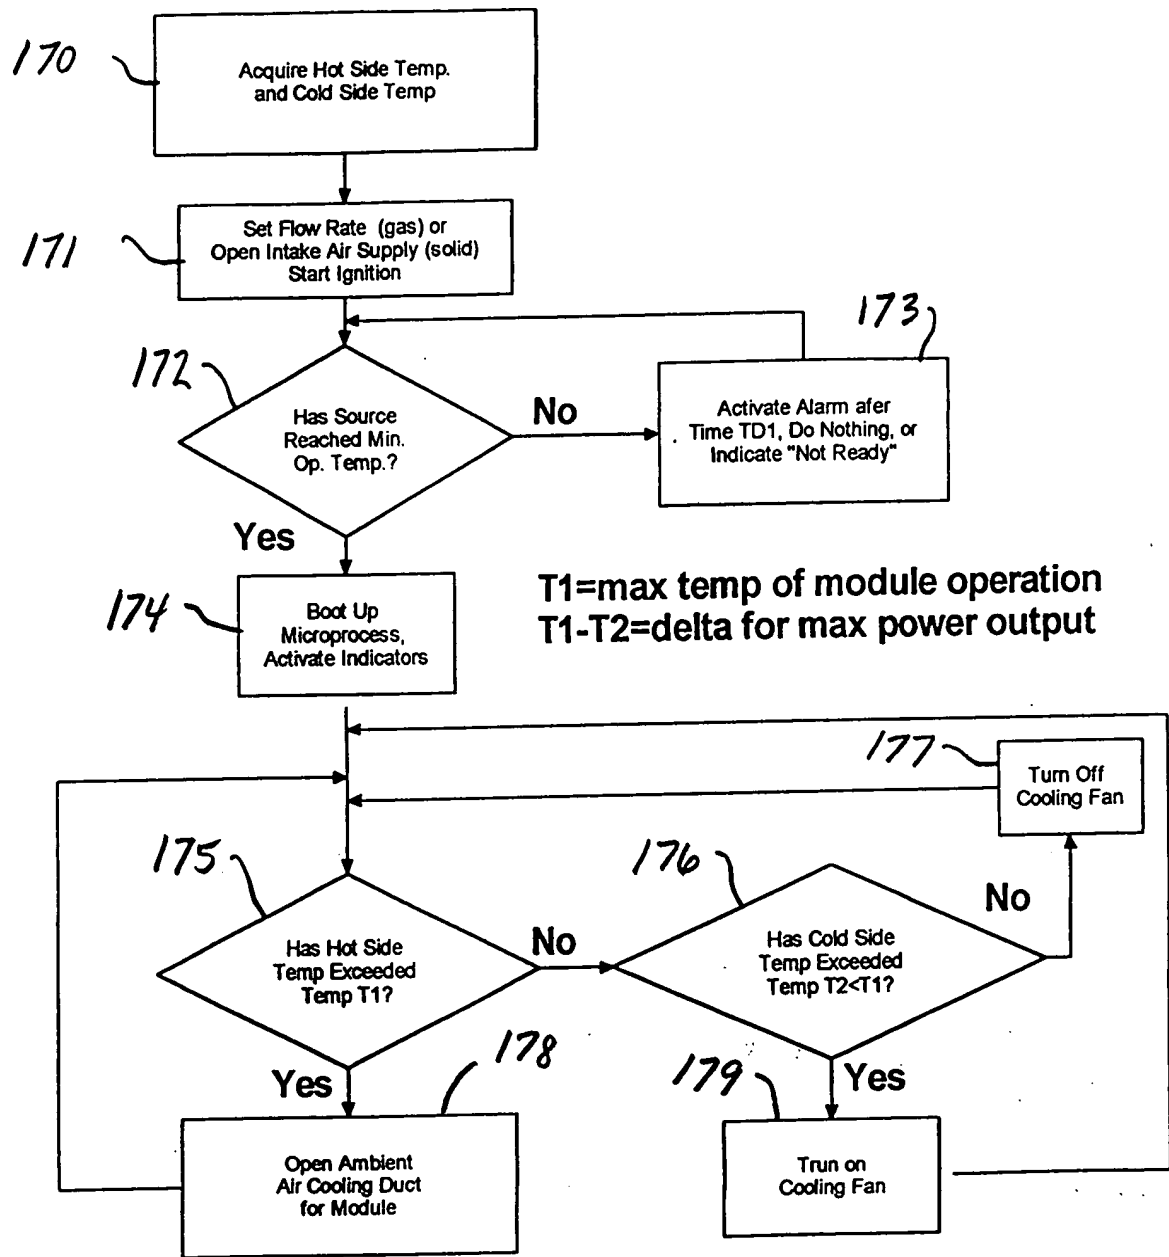 170
Acquire Hot Side Temp.
and Cold Side Temp
171
Set Flow Rate (gas) or
Open Intake Air Supply (solid)
Start Ignition
172
Has Source
Reached Min.
Op. Temp.?
No
173
Activate Alarm afer
Time TD1, Do Nothing, or
Indicate "Not Ready"
Yes
174
Boot Up
Microprocess,
Activate Indicators
T1=max temp of module operation
T1-T2=delta for max power output
177
Turn Off
Cooling Fan
175
Has Hot Side
Temp Exceeded
Temp T1?
No
176
Has Cold Side
Temp Exceeded
Temp T2<T1?
No
Yes
178
Open Ambient
Air Cooling Duct
for Module
Yes
179
Trun on
Cooling Fan